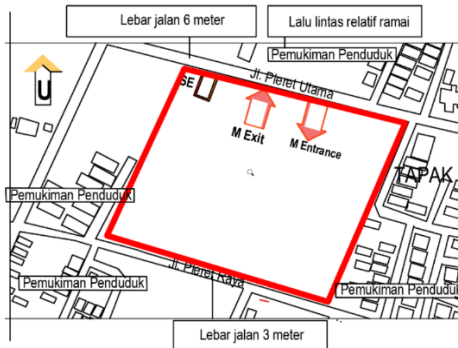 Lebar jalan 6 meter
Lalu lintas relatif ramai
Pemukiman Penduduk
Jl. Pleret Utama
U
SE
M Exit
M Entrance
TAPAK
Pemukiman Penduduk
Jl. Pleret Raya
Pemukiman Penduduk
Pemukiman Penduduk
Lebar jalan 3 meter